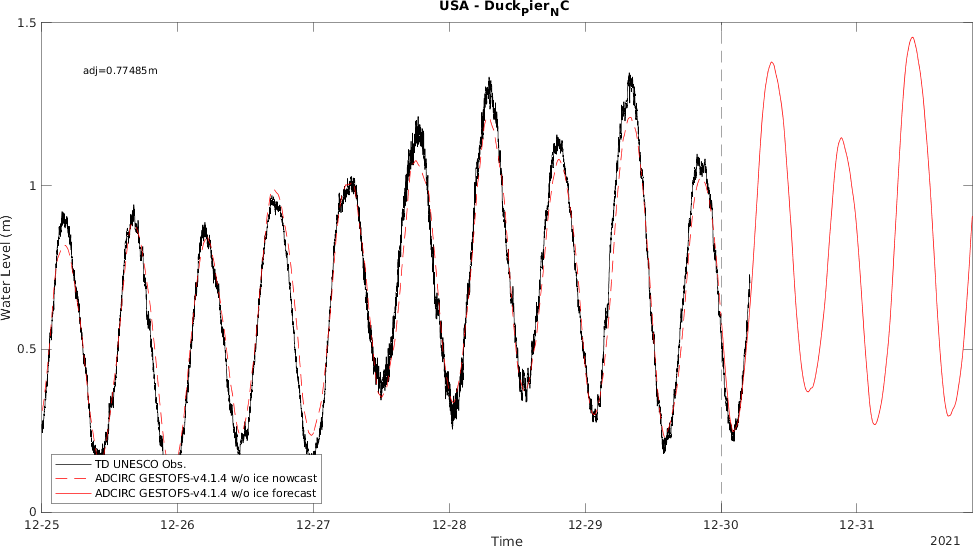 USA - DuckPierNC
1.5
adj=0.77485m
1
Water Level (m)
0.5
TD UNESCO Obs.
ADCIRC GESTOFS-v4.1.4 w/o ice nowcast
ADCIRC GESTOFS-v4.1.4 w/o ice forecast
0
12-25 12-26 12-27 12-28 12-29 12-30 12-31
Time
2021